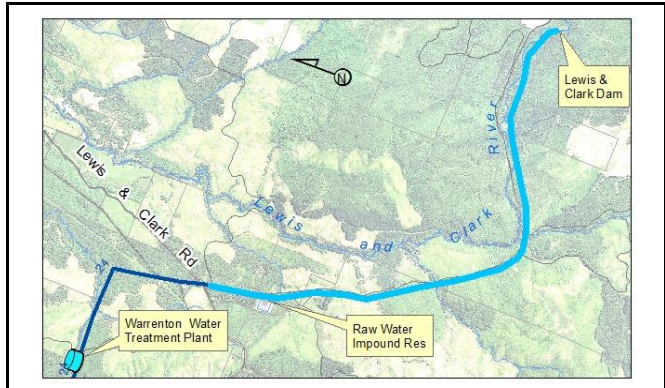 N
Lewis &
Clark Dam
River
Lewis & Clark Rd
Lewis and Clark
24
Warrenton Water
Treatment Plant
Raw Water
Impound Res